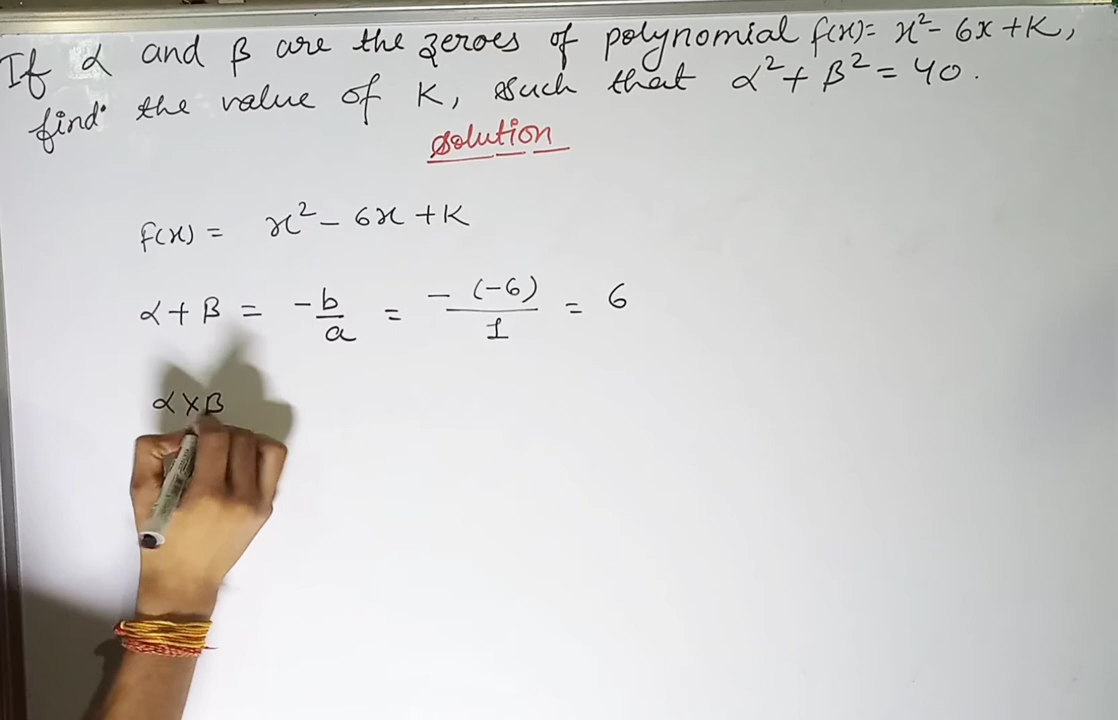 If α and β are the zeroes of polynomial f(x)= x² - 6x + K,
find the value of K, such that α² + β² = 40.
Solution
f(x) = x² - 6x + K
α + β = -b/a = -(-6)/1 = 6
α × β